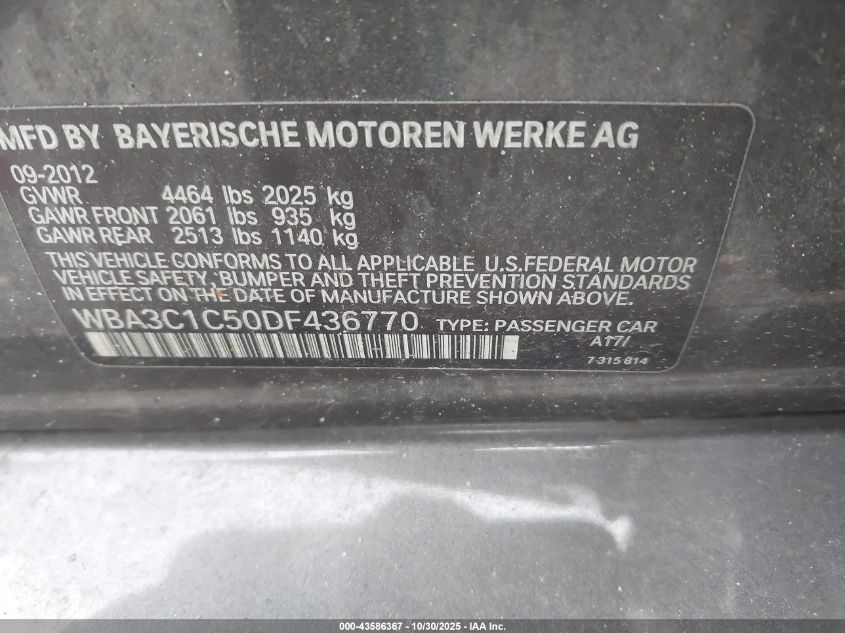 MFD BY BAYERISCHE MOTOREN WERKE AG
09-2012
GVWR 4464 lbs 2025 kg
GAWR FRONT 2061 lbs 935 kg
GAWR REAR 2513 lbs 1140 kg
THIS VEHICLE CONFORMS TO ALL APPLICABLE U.S.FEDERAL MOTOR
VEHICLE SAFETY, BUMPER AND THEFT PREVENTION STANDARDS
IN EFFECT ON THE DATE OF MANUFACTURE SHOWN ABOVE.
WBA3C1C50DF436770 TYPE: PASSENGER CAR
A17/
7 315 814
000-43586367 - 10/30/2025 - IAA Inc.